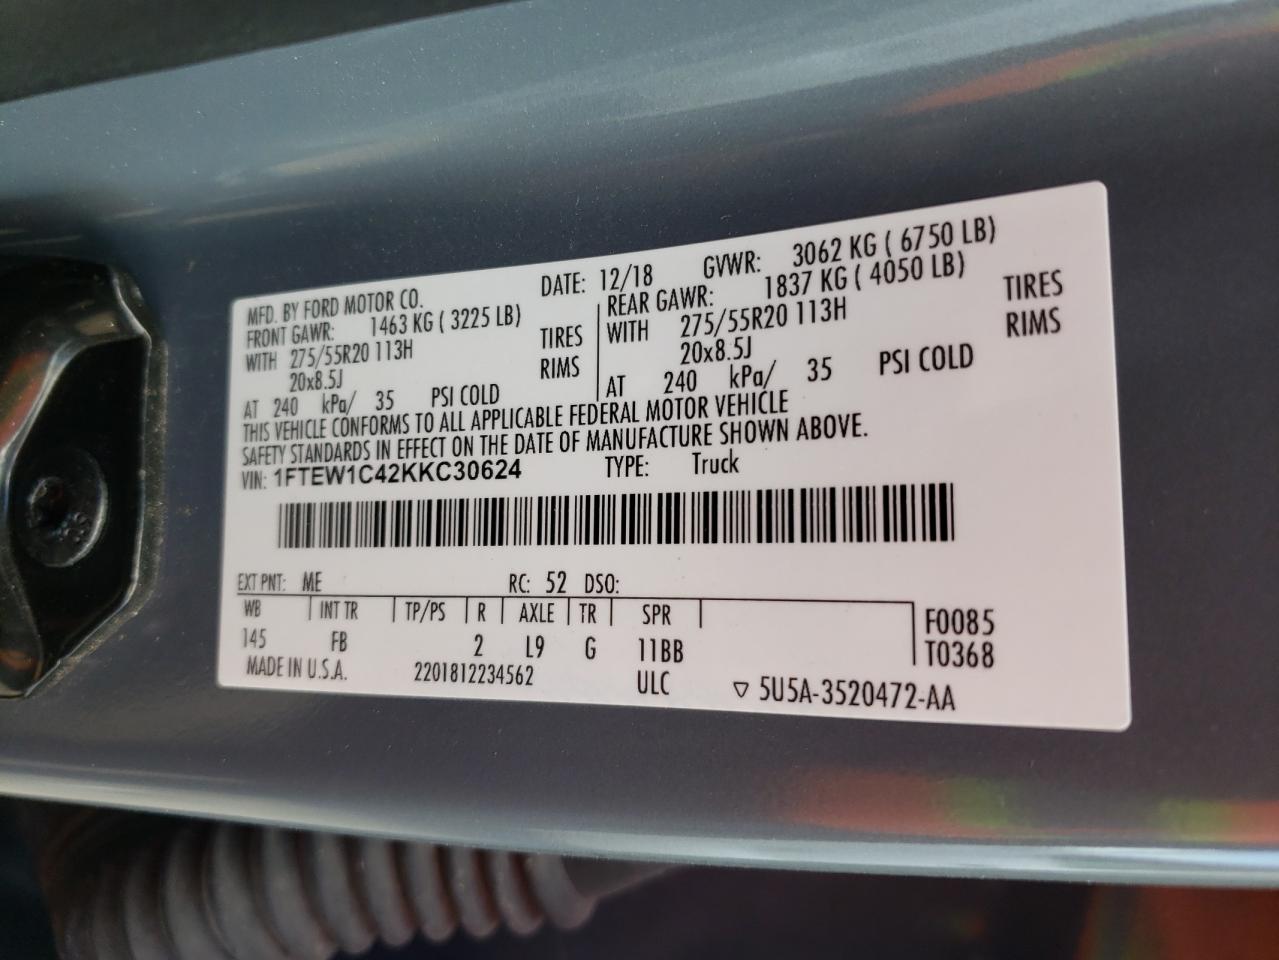 MFD. BY FORD MOTOR CO. DATE: 12/18 GVWR: 3062 KG ( 6750 LB)
FRONT GAWR: 1463 KG ( 3225 LB) REAR GAWR: 1837 KG ( 4050 LB)
WITH 275/55R20 113H TIRES WITH 275/55R20 113H TIRES
20x8.5J RIMS 20x8.5J RIMS
AT 240 kPa/ 35 PSI COLD AT 240 kPa/ 35 PSI COLD
THIS VEHICLE CONFORMS TO ALL APPLICABLE FEDERAL MOTOR VEHICLE
SAFETY STANDARDS IN EFFECT ON THE DATE OF MANUFACTURE SHOWN ABOVE.
VIN: 1FTEW1C42KKC30624 TYPE: Truck
EXT PNT: ME RC: 52 DSO:
WB INT TR TP/PS R AXLE TR SPR F0085
145 FB 2 L9 G 11BB T0368
MADE IN U.S.A. 2201812234562 ULC ▽ 5U5A-3520472-AA